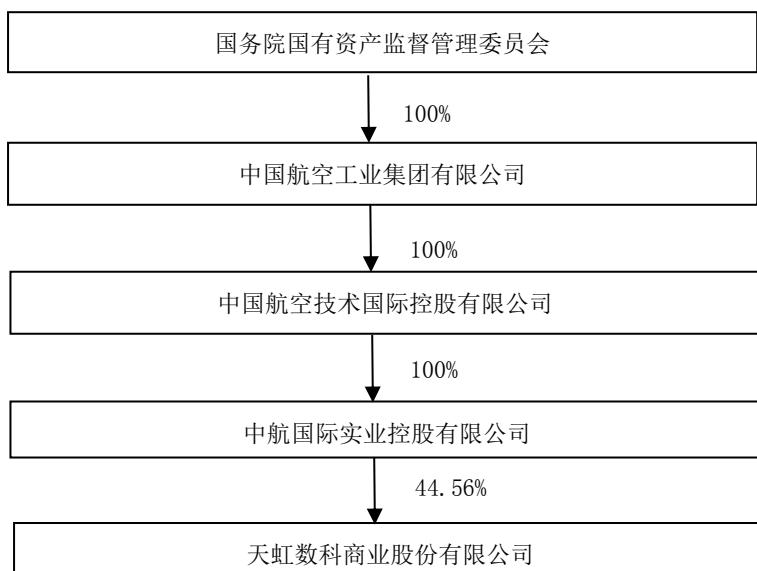 国务院国有资产监督管理委员会
100%
中国航空工业集团有限公司
100%
中国航空技术国际控股有限公司
100%
中航国际实业控股有限公司
44.56%
天虹数科商业股份有限公司